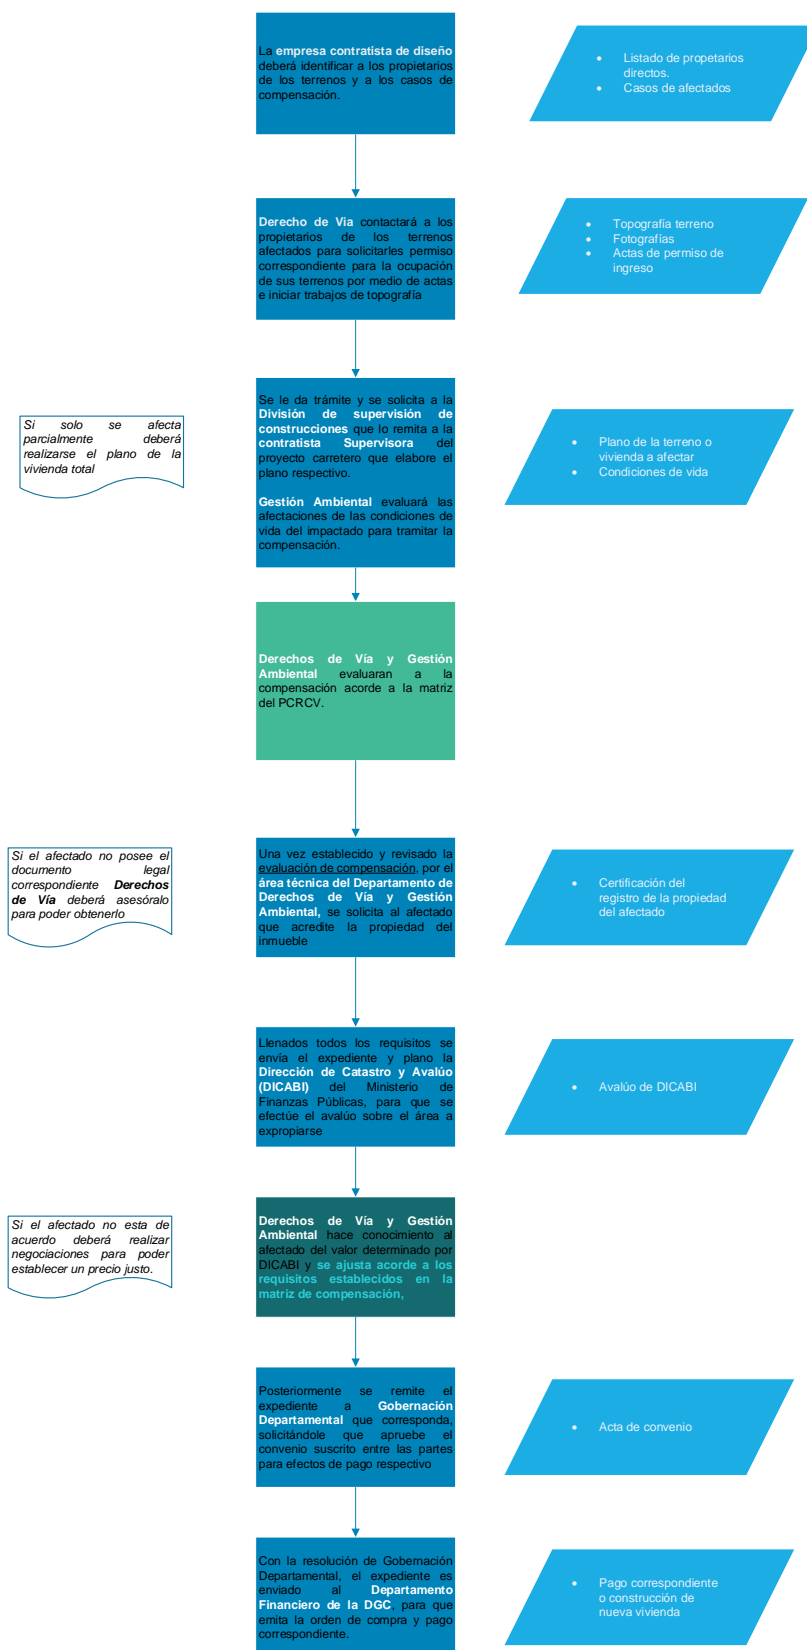 La empresa contratista de diseño
deberá identificar a los propietarios
de los terrenos y a los casos de
compensación.
• Listado de propetarios
directos.
• Casos de afectados
Derecho de Via contactará a los
propietarios de los terrenos
afectados para solicitarles permiso
correspondiente para la ocupación
de sus terrenos por medio de actas
e iniciar trabajos de topografía
• Topografía terreno
• Fotografías
• Actas de permiso de
ingreso
Si solo se afecta
parcialmente deberá
realizarse el plano de la
vivienda total
Se le da trámite y se solicita a la
División de supervisión de
construcciones que lo remita a la
contratista Supervisora del
proyecto carretero que elabore el
plano respectivo.
Gestión Ambiental evaluará las
afectaciones de las condiciones de
vida del impactado para tramitar la
compensación.
• Plano de la terreno o
vivienda a afectar
• Condiciones de vida
Derechos de Vía y Gestión
Ambiental evaluaran a la
compensación acorde a la matriz
del PCRCV.
Si el afectado no posee el
documento legal
correspondiente Derechos
de Vía deberá asesóralo
para poder obtenerlo
Una vez establecido y revisado la
evaluación de compensación, por el
área técnica del Departamento de
Derechos de Vía y Gestión
Ambiental, se solicita al afectado
que acredite la propiedad del
inmueble
• Certificación del
registro de la propiedad
del afectado
Llenados todos los requisitos se
envía el expediente y plano la
Dirección de Catastro y Avalúo
(DICABI) del Ministerio de
Finanzas Públicas, para que se
efectúe el avalúo sobre el área a
expropiarse
• Avalúo de DICABI
Si el afectado no esta de
acuerdo deberá realizar
negociaciones para poder
establecer un precio justo.
Derechos de Vía y Gestión
Ambiental hace conocimiento al
afectado del valor determinado por
DICABI y se ajusta acorde a los
requisitos establecidos en la
matriz de compensación,
Posteriormente se remite el
expediente a Gobernación
Departamental que corresponda,
solicitándole que apruebe el
convenio suscrito entre las partes
para efectos de pago respectivo
• Acta de convenio
Con la resolución de Gobernación
Departamental, el expediente es
enviado al Departamento
Financiero de la DGC, para que
emita la orden de compra y pago
correspondiente.
• Pago correspondiente
o construcción de
nueva vivienda